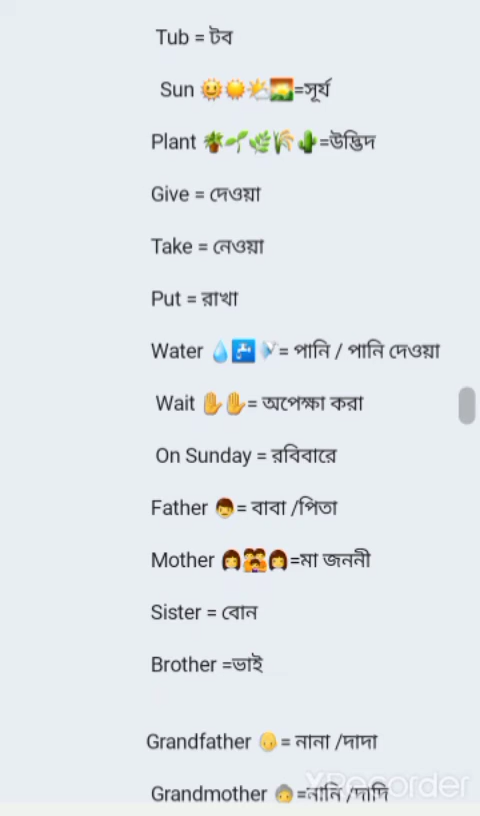 Tub = টব
Sun 🌞☀️🌤️🌄=সূর্য
Plant 🪴🌱🌿🌾🌵=উদ্ভিদ
Give = দেওয়া
Take = নেওয়া
Put = রাখা
Water 💧🚰🚿= পানি / পানি দেওয়া
Wait ✋✋= অপেক্ষা করা
On Sunday = রবিবারে
Father 👨= বাবা /পিতা
Mother 👩👨‍👩‍👧👩=মা জননী
Sister = বোন
Brother =ভাই
Grandfather 👴= নানা /দাদা
Grandmother 👵=নানি /দাদি
XRecorder